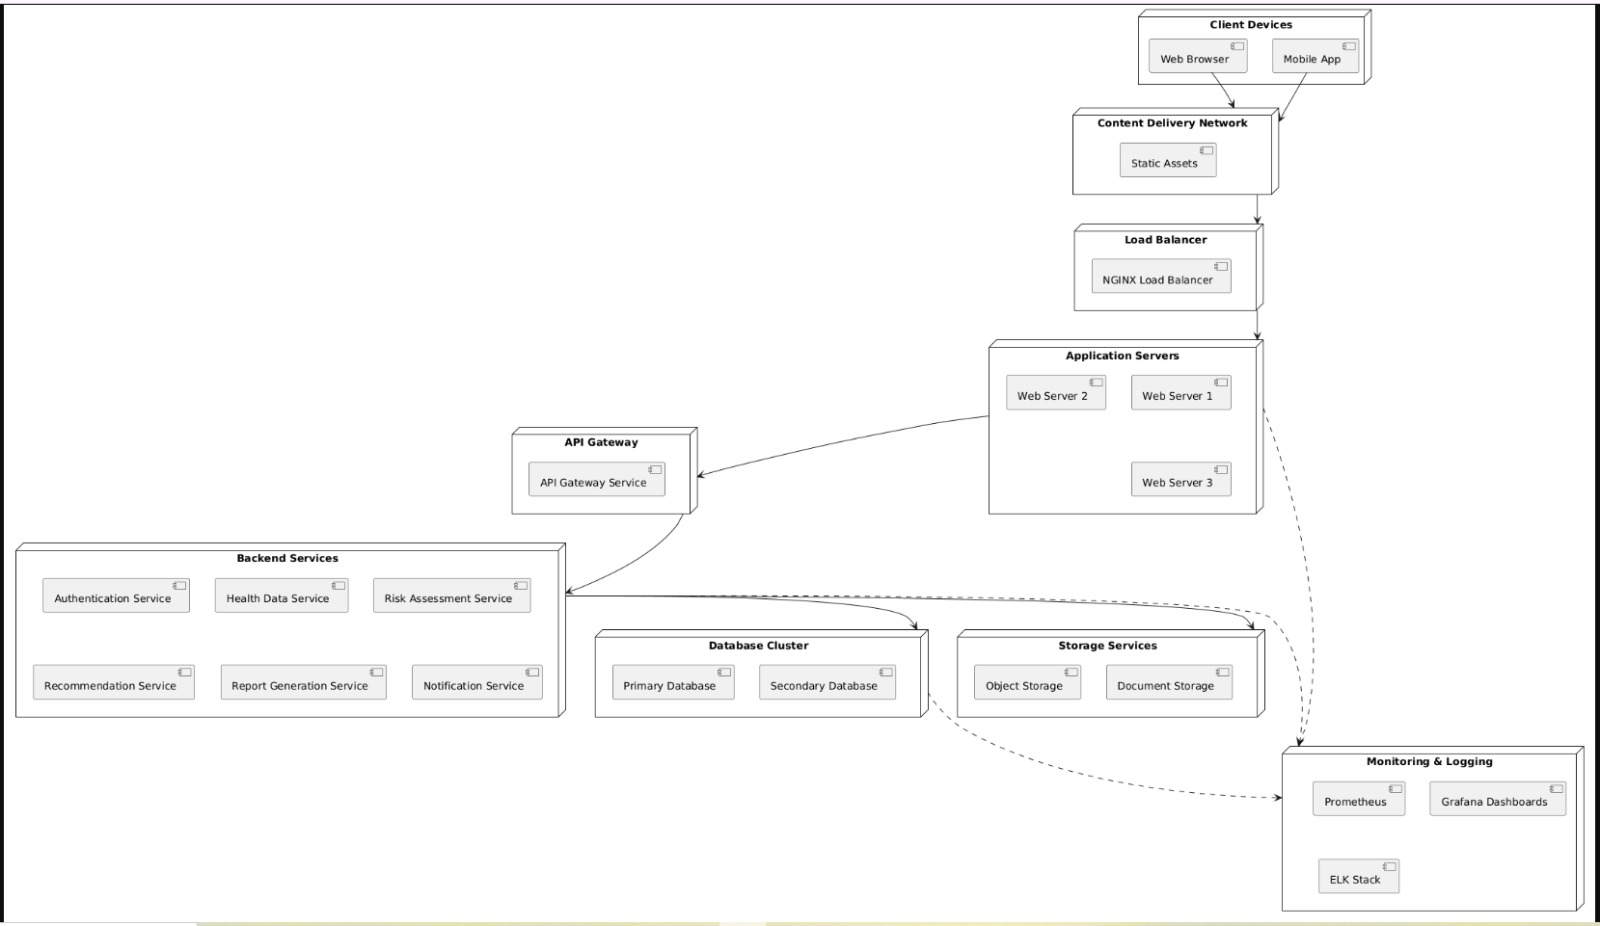 Client Devices
Web Browser
Mobile App
Content Delivery Network
Static Assets
Load Balancer
NGINX Load Balancer
Application Servers
Web Server 2
Web Server 1
Web Server 3
API Gateway
API Gateway Service
Backend Services
Authentication Service
Health Data Service
Risk Assessment Service
Recommendation Service
Report Generation Service
Notification Service
Database Cluster
Primary Database
Secondary Database
Storage Services
Object Storage
Document Storage
Monitoring & Logging
Prometheus
Grafana Dashboards
ELK Stack